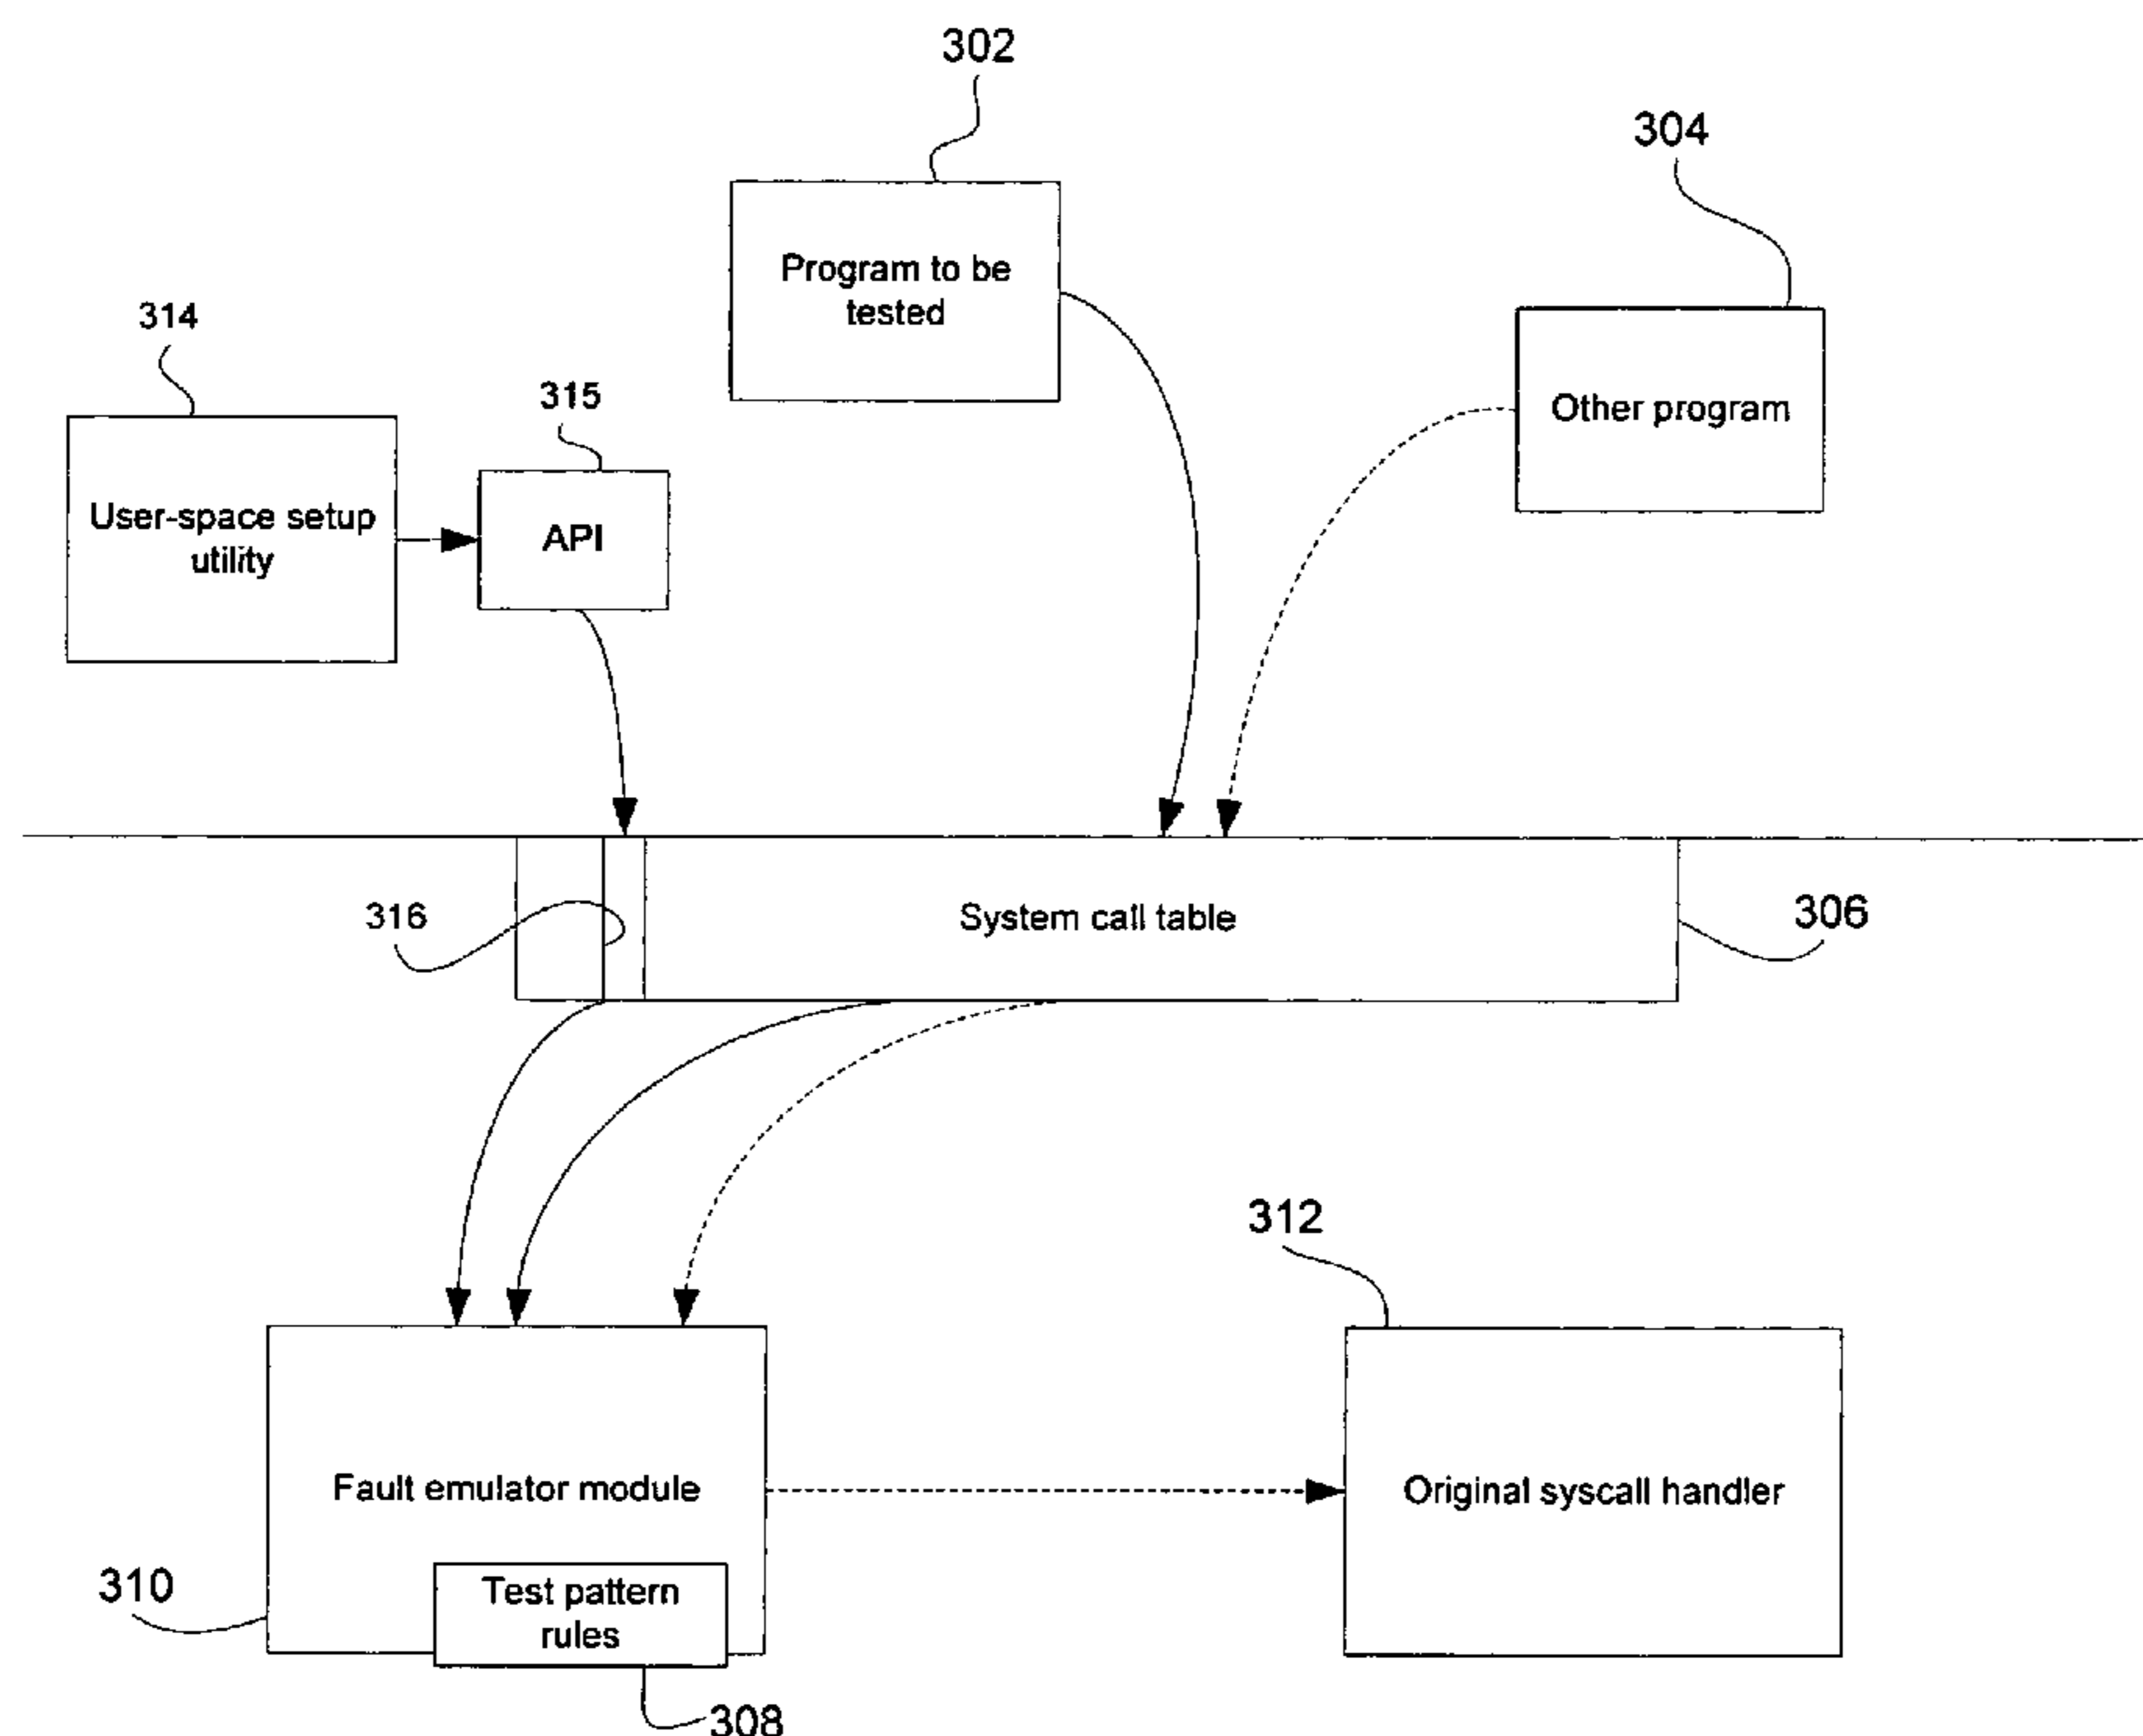 302
304
Program to be
tested
314
315
Other program
User-space setup
utility
API
316
System call table
306
312
Fault emulator module
Original syscall handler
310
Test pattern
rules
308